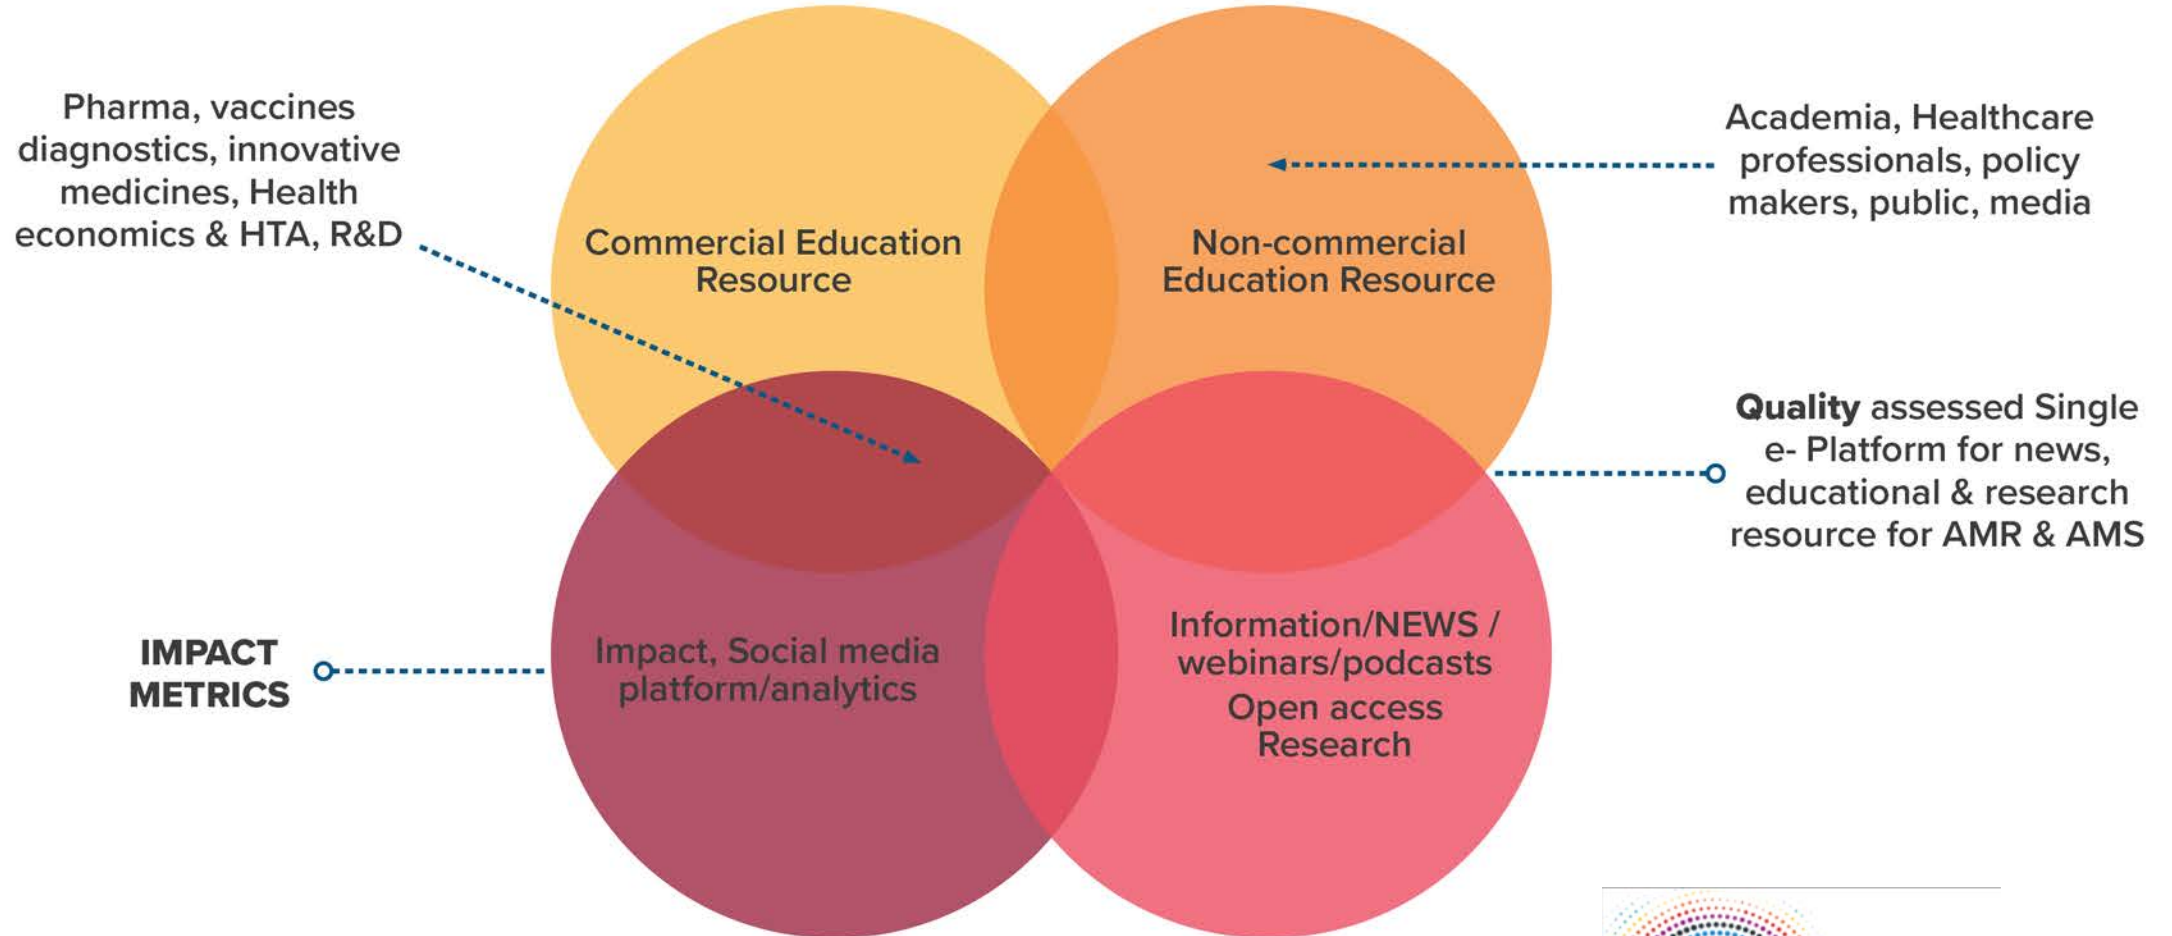 Pharma, vaccines
diagnostics, innovative
medicines, Health
economics & HTA, R&D
Commercial Education
Resource
Non-commercial
Education Resource
Academia, Healthcare
professionals, policy
makers, public, media
Quality assessed Single
e- Platform for news,
educational & research
resource for AMR & AMS
IMPACT
METRICS
Impact, Social media
platform/analytics
Information/NEWS /
webinars/podcasts
Open access
Research